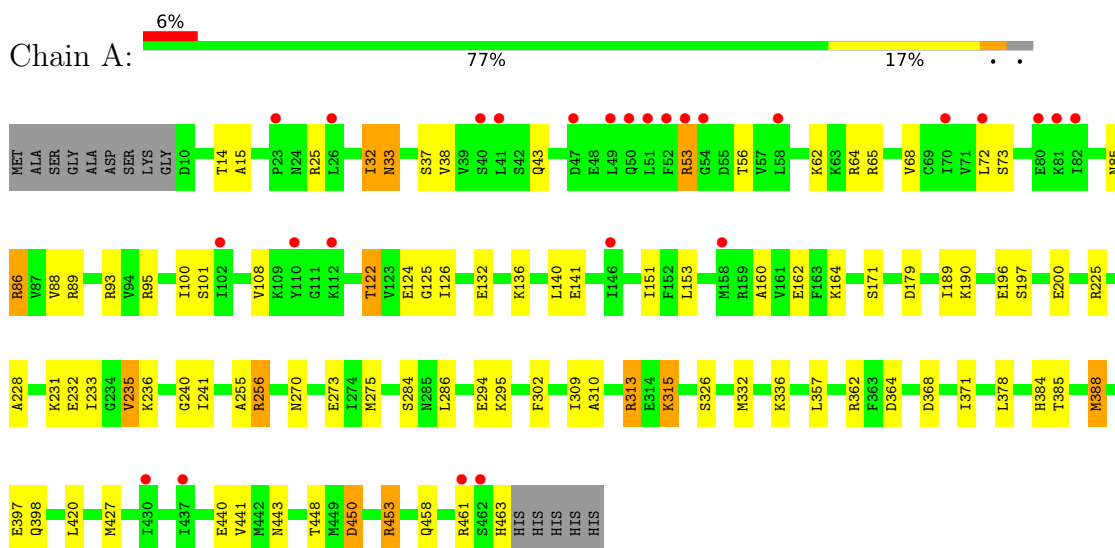 6%
Chain A:
77% 17% • •
MET ALA SER GLY ALA ASP SER LYS GLY D10 T14 A15 P23 N24 R25 L26 I32 N33 S37 V38 V39 S40 L41 S42 Q43 D47 E48 L49 Q50 L51 F52 R53 G54 D55 T56 V57 L58 K62 K63 R64 R65 V68 C69 I70 V71 L72 S73 E80 K81 I82 N85
R86 V87 V88 R89 R93 V94 R95 I100 S101 I102 V108 K109 Y110 G111 K112 T122 V123 E124 G125 I126 E132 K136 L140 E141 I146 I151 F152 L153 M158 R159 A160 V161 E162 F163 K164 S171 D179 I189 K190 E196 S197 E200 R225
A228 K231 E232 I233 G234 V235 K236 G240 I241 A255 R256 N270 E273 I274 M275 S284 N285 L286 E294 K295 F302 I309 A310 R313 E314 K315 S326 M332 K336 L357 R362 F363 D364 D368 I371 L378 H384 T385 M388
E397 Q398 L420 M427 I430 I437 E440 V441 M442 N443 T448 M449 D450 R453 Q458 R461 S462 H463 HIS HIS HIS HIS HIS